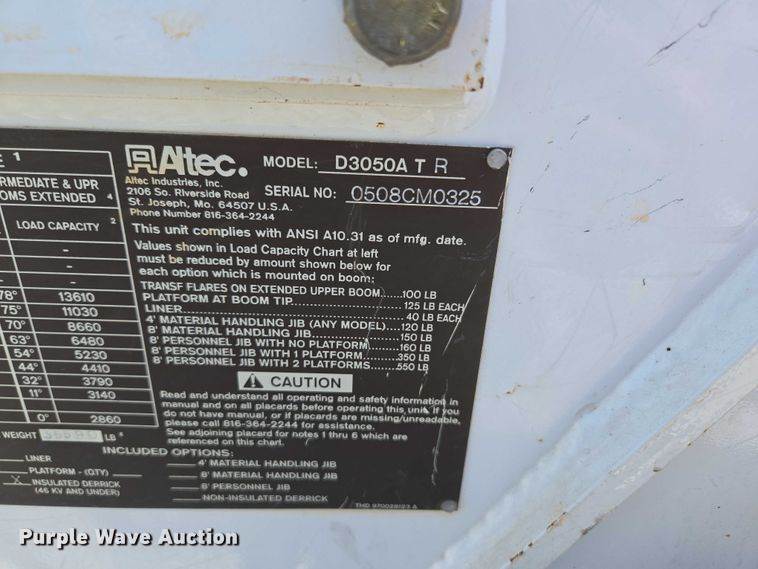 E 1
RMEDIATE & UPR
OMS EXTENDED 4
LOAD CAPACITY 2
-
-
-
78° 13610
75° 11030
70° 8660
63° 6480
54° 5230
44° 4410
32° 3790
11° 3140
0° 2860
WEIGHT LB
LINER
PLATFORM - (QTY)
X INSULATED DERRICK
(46 KV AND UNDER)
Altec.
MODEL: D3050A T R
Altec Industries, Inc.
2106 So. Riverside Road
St. Joseph, Mo. 64507 U.S.A.
Phone Number 816-364-2244
SERIAL NO: 0508CM0325
This unit complies with ANSI A10.31 as of mfg. date.
Values shown in Load Capacity Chart at left
must be reduced by amount shown below for
each option which is mounted on boom:
TRANSF FLARES ON EXTENDED UPPER BOOM.....100 LB
PLATFORM AT BOOM TIP.....125 LB EACH
LINER.....40 LB EACH
4' MATERIAL HANDLING JIB (ANY MODEL)....120 LB
8' MATERIAL HANDLING JIB.....150 LB
8' PERSONNEL JIB WITH NO PLATFORM.....160 LB
8' PERSONNEL JIB WITH 1 PLATFORM.....350 LB
8' PERSONNEL JIB WITH 2 PLATFORMS.....550 LB
CAUTION
Read and understand all operating and safety information in
manual and on all placards before operating this unit. If you
do not have manual, or if placards are missing/unreadable,
please call 816-364-2244 for assistance.
See adjoining placard for notes 1 thru 6 which are
referenced on this chart.
INCLUDED OPTIONS:
4' MATERIAL HANDLING JIB
8' MATERIAL HANDLING JIB
8' PERSONNEL JIB
NON-INSULATED DERRICK
THD 970028123 A
Purple Wave Auction